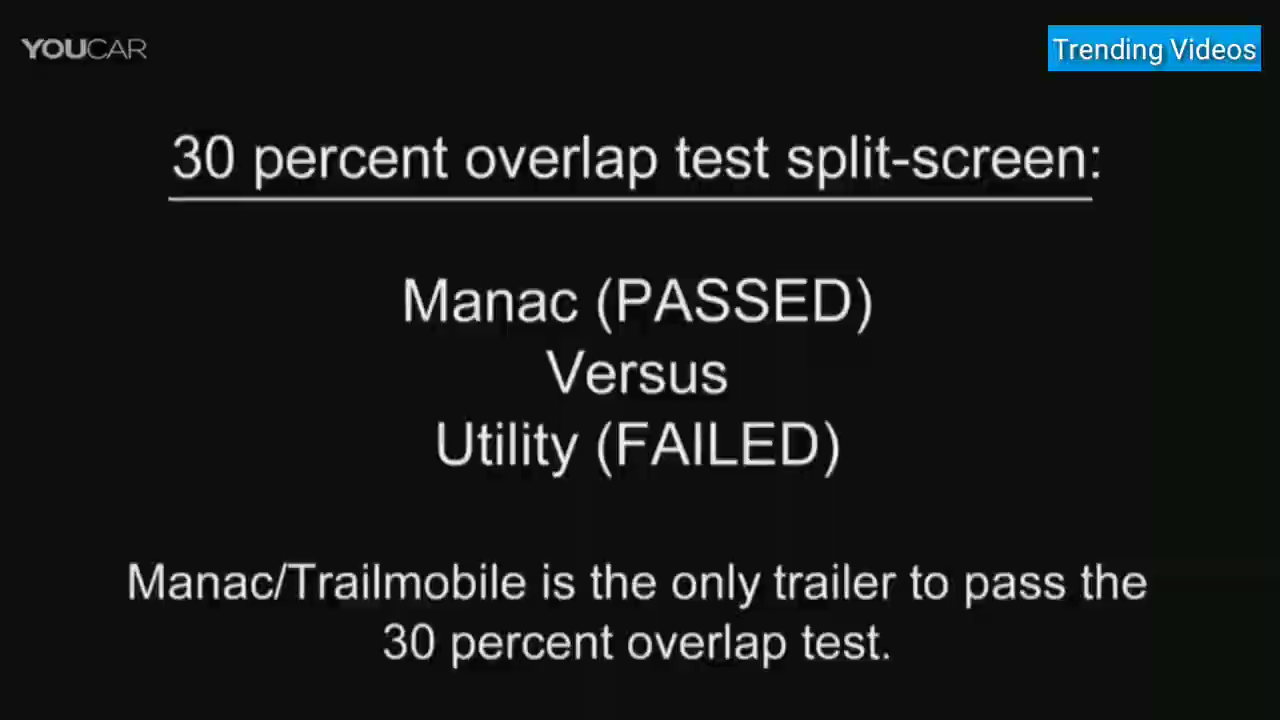 YOUCAR
Trending Videos
30 percent overlap test split-screen:
Manac (PASSED)
Versus
Utility (FAILED)
Manac/Trailmobile is the only trailer to pass the
30 percent overlap test.